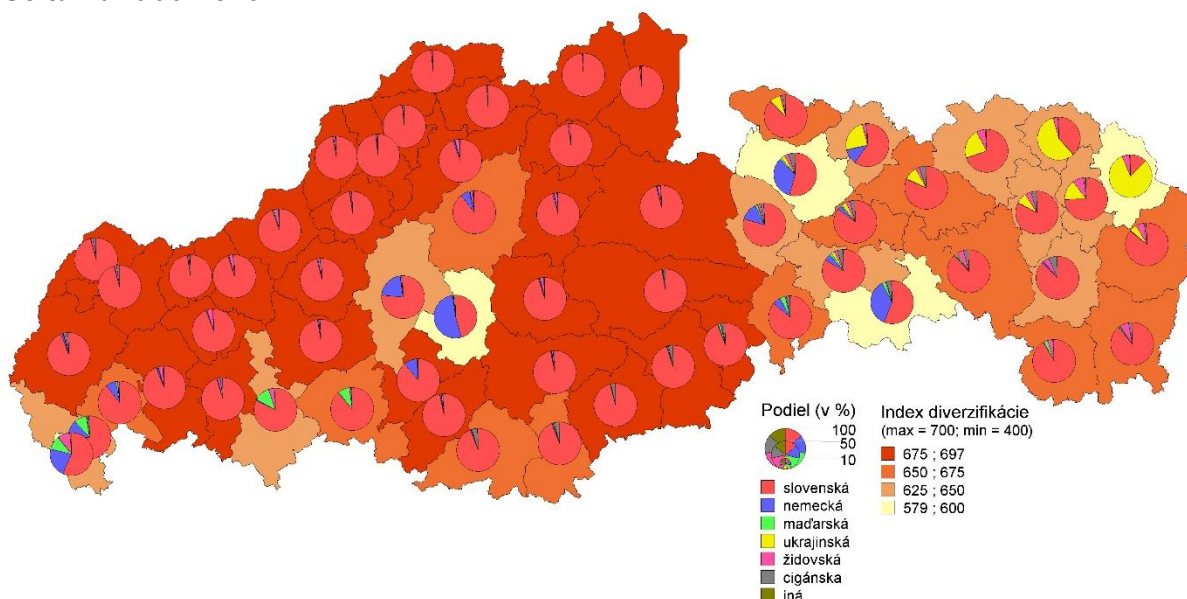 Podiel (v %)
100
50
10
slovenská
nemecká
maďarská
ukrajinská
židovská
cigánska
iná
Index diverzifikácie
(max = 700; min = 400)
675 ; 697
650 ; 675
625 ; 650
579 ; 600